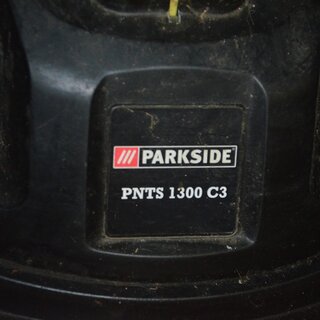 PARKSIDE
PNTS 1300 C3